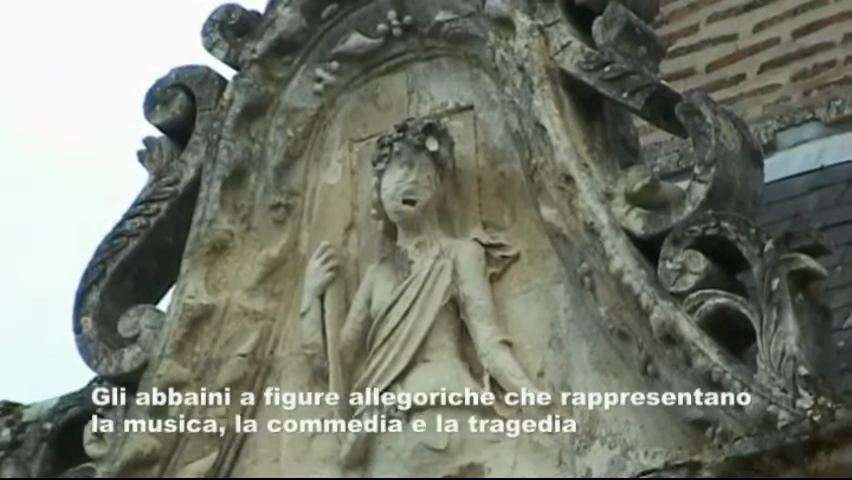 Gli abbaini a figure allegoriche che rappresentano
la musica, la commedia e la tragedia